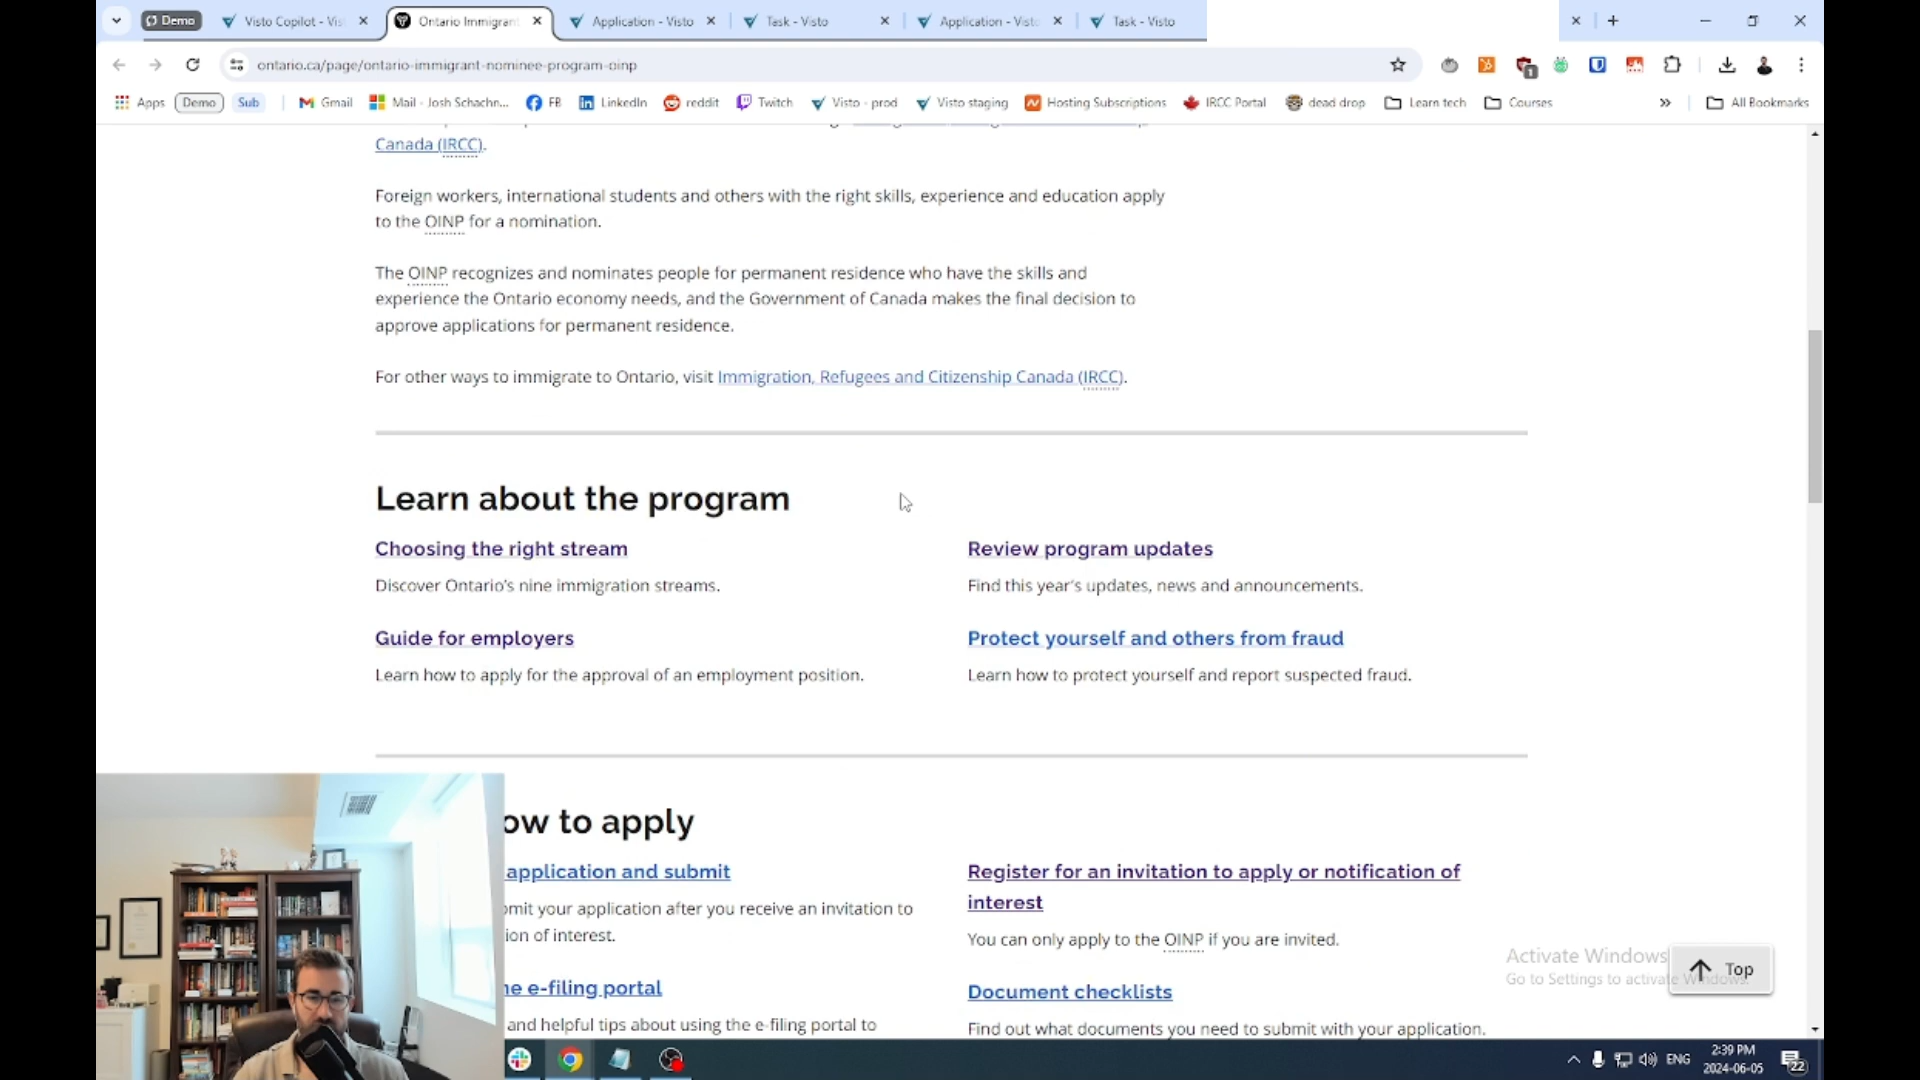 Demo
Visto Copilot - Vis
Ontario Immigran
Application - Visto
Task - Visto
Application - Visto
Task - Visto
ontario.ca/page/ontario-immigrant-nominee-program-oinp
1
Apps
Demo
Sub
Gmail
Mail - Josh Schachn...
FB
LinkedIn
reddit
Twitch
Visto - prod
Visto staging
Hosting Subscriptions
IRCC Portal
dead drop
Learn tech
Courses
»
All Bookmarks
Canada (IRCC).
Foreign workers, international students and others with the right skills, experience and education apply
to the OINP for a nomination.
The OINP recognizes and nominates people for permanent residence who have the skills and
experience the Ontario economy needs, and the Government of Canada makes the final decision to
approve applications for permanent residence.
For other ways to immigrate to Ontario, visit Immigration, Refugees and Citizenship Canada (IRCC).
Learn about the program
Choosing the right stream
Discover Ontario's nine immigration streams.
Review program updates
Find this year's updates, news and announcements.
Guide for employers
Learn how to apply for the approval of an employment position.
Protect yourself and others from fraud
Learn how to protect yourself and report suspected fraud.
ow to apply
application and submit
mit your application after you receive an invitation to
ion of interest.
Register for an invitation to apply or notification of
interest
You can only apply to the OINP if you are invited.
e e-filing portal
and helpful tips about using the e-filing portal to
Document checklists
Find out what documents you need to submit with your application.
Activate Windows
Go to Settings to activate Windows.
Top
ENG
2:39 PM
2024-06-05
22